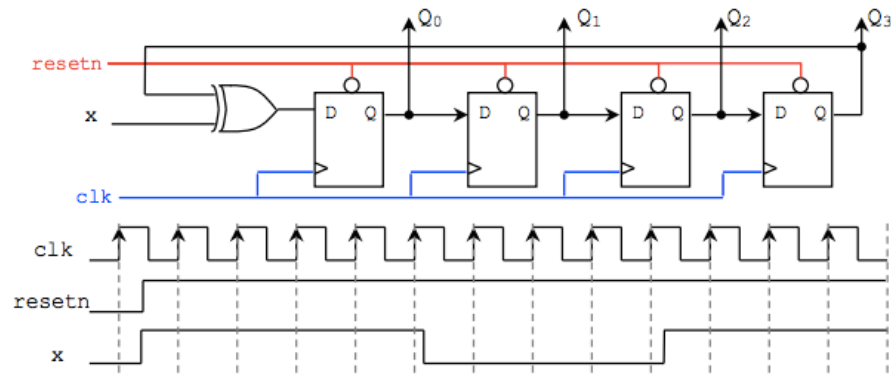 Q0 Q1 Q2 Q3
resetn
x
D Q D Q D Q D Q
clk
clk
resetn
x